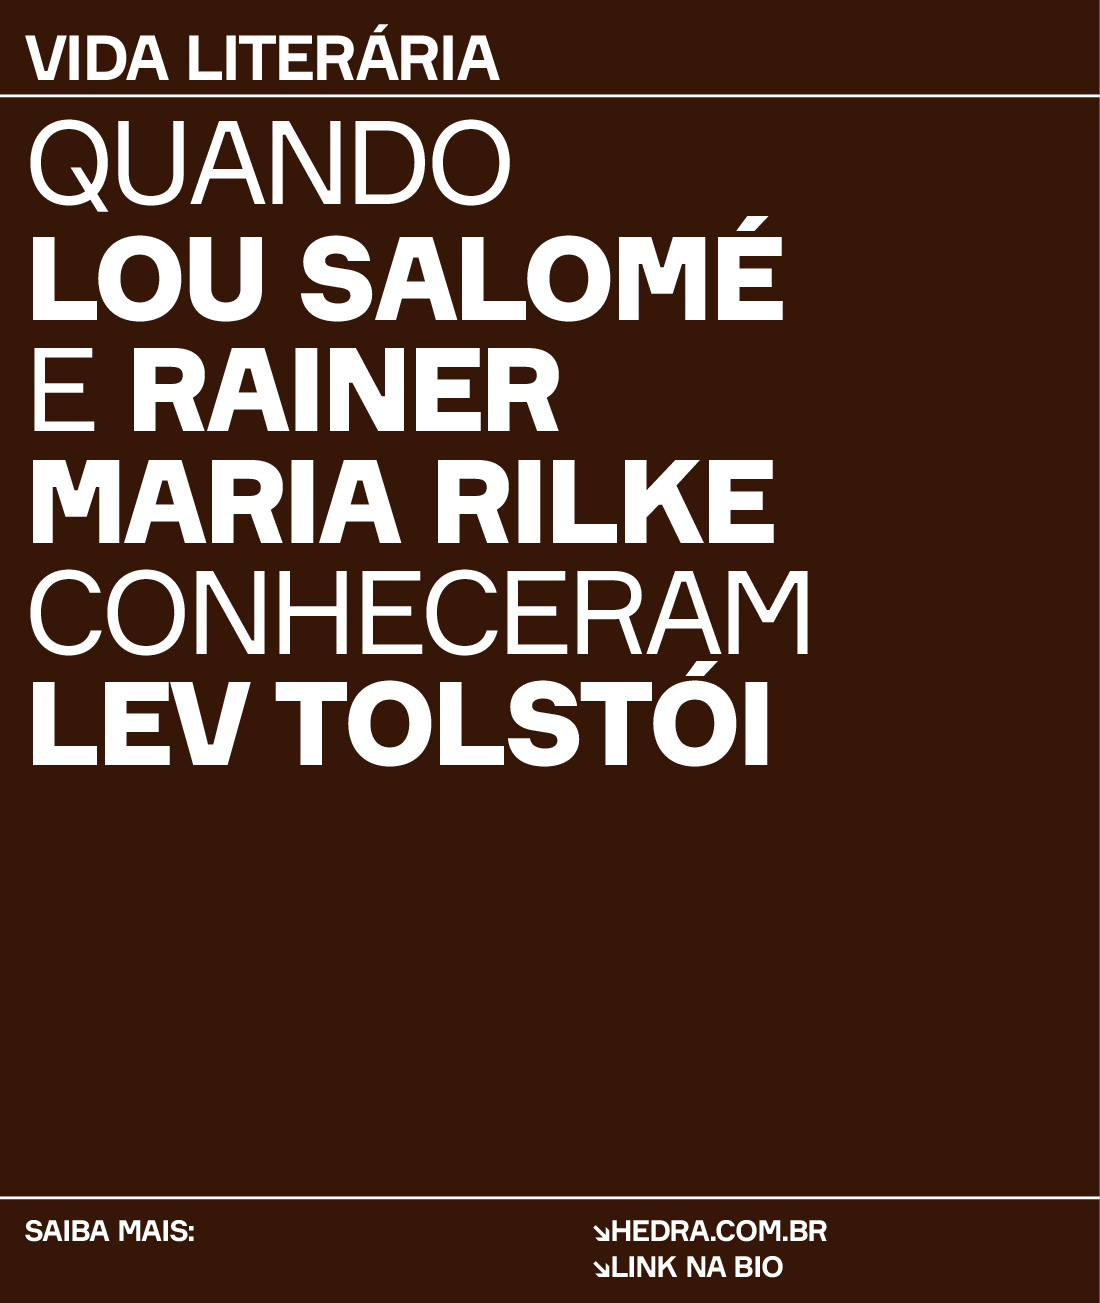 VIDA LITERÁRIA
QUANDO
LOU SALOMÉ
E RAINER
MARIA RILKE
CONHECERAM
LEV TOLSTÓI
SAIBA MAIS:
↘HEDRA.COM.BR
↘LINK NA BIO